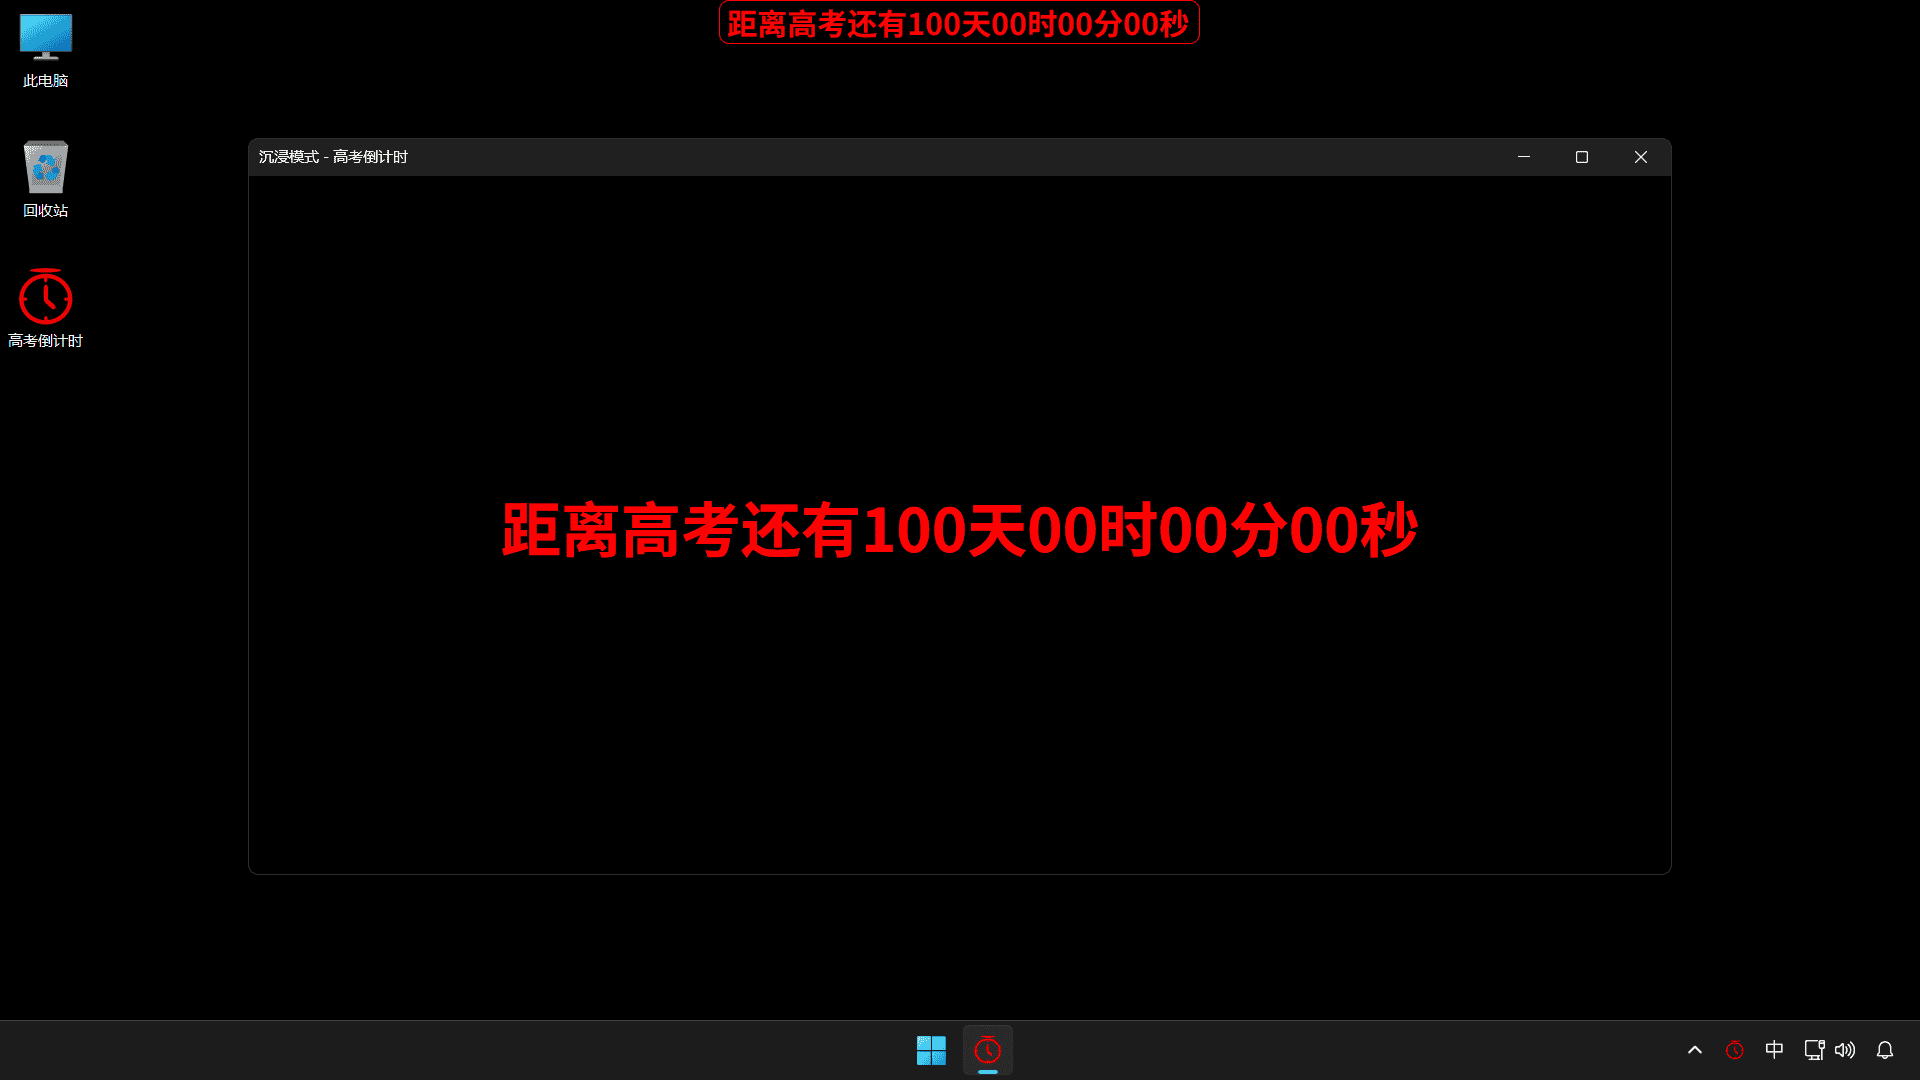 距离高考还有100天00时00分00秒
此电脑
回收站
高考倒计时
沉浸模式 - 高考倒计时
距离高考还有100天00时00分00秒
中